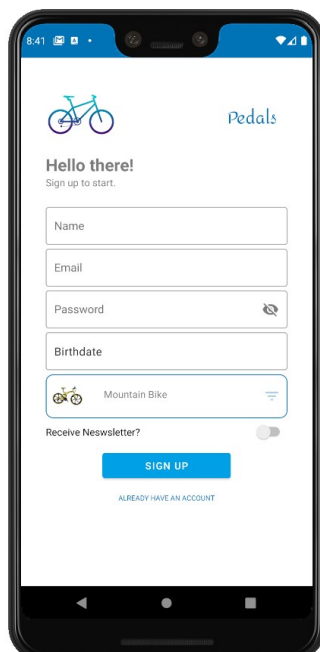 8:41
Pedals
Hello there!
Sign up to start.
Name
Email
Password
Birthdate
Mountain Bike
Receive Neswsletter?
SIGN UP
ALREADY HAVE AN ACCOUNT